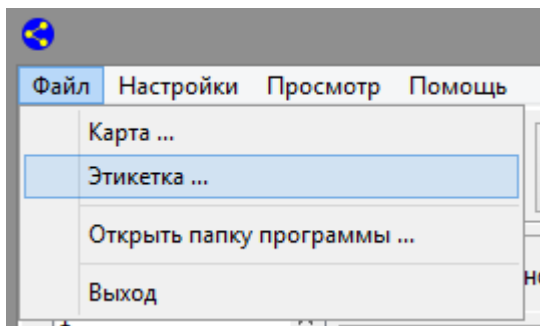 Файл Настройки Просмотр Помощь
Карта ...
Этикетка ...
Открыть папку программы ...
Выход